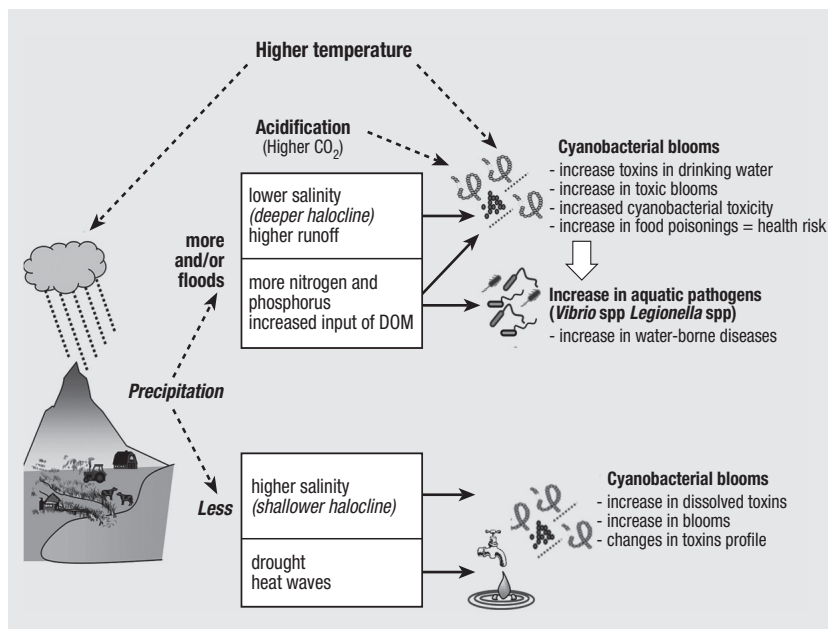 Higher temperature
Acidification
(Higher CO₂)
lower salinity
(deeper halocline)
higher runoff
more nitrogen and
phosphorus
increased input of DOM
more
and/or
floods
Precipitation
Less
Cyanobacterial blooms
- increase toxins in drinking water
- increase in toxic blooms
- increased cyanobacterial toxicity
- increase in food poisonings = health risk
Increase in aquatic pathogens
(Vibrio spp Legionella spp)
- increase in water-borne diseases
higher salinity
(shallower halocline)
drought
heat waves
Cyanobacterial blooms
- increase in dissolved toxins
- increase in blooms
- changes in toxins profile